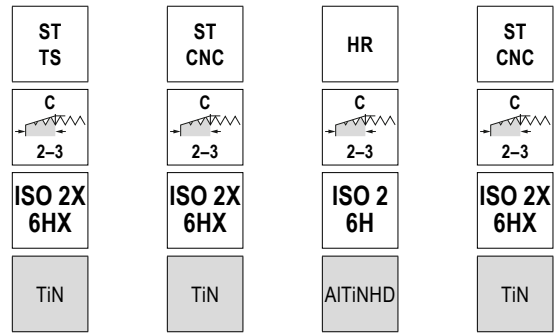 ST TS
ST CNC
HR
ST CNC
C
C
C
C
2–3
2–3
2–3
2–3
ISO 2X 6HX
ISO 2X 6HX
ISO 2 6H
ISO 2X 6HX
TiN
TiN
AlTiNHD
TiN